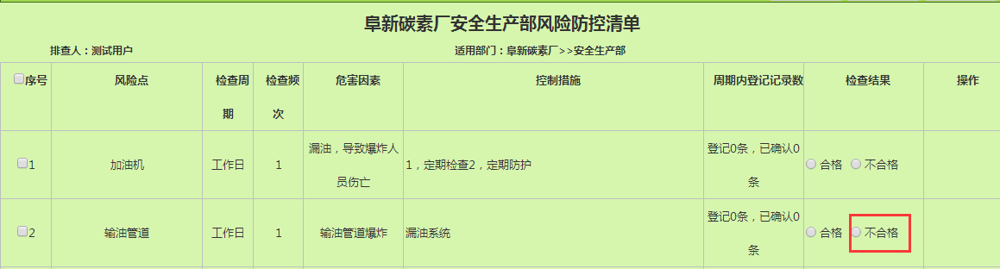 阜新碳素厂安全生产部风险防控清单
排查人：测试用户 适用部门：阜新碳素厂>>安全生产部
序号 风险点 检查周期 检查频次 危害因素 控制措施 周期内登记记录数 检查结果 操作
1 加油机 工作日 1 漏油，导致爆炸人员伤亡 1，定期检查2，定期防护 登记0条，已确认0条 合格 不合格
2 输油管道 工作日 1 输油管道爆炸 漏油系统 登记0条，已确认0条 合格 不合格